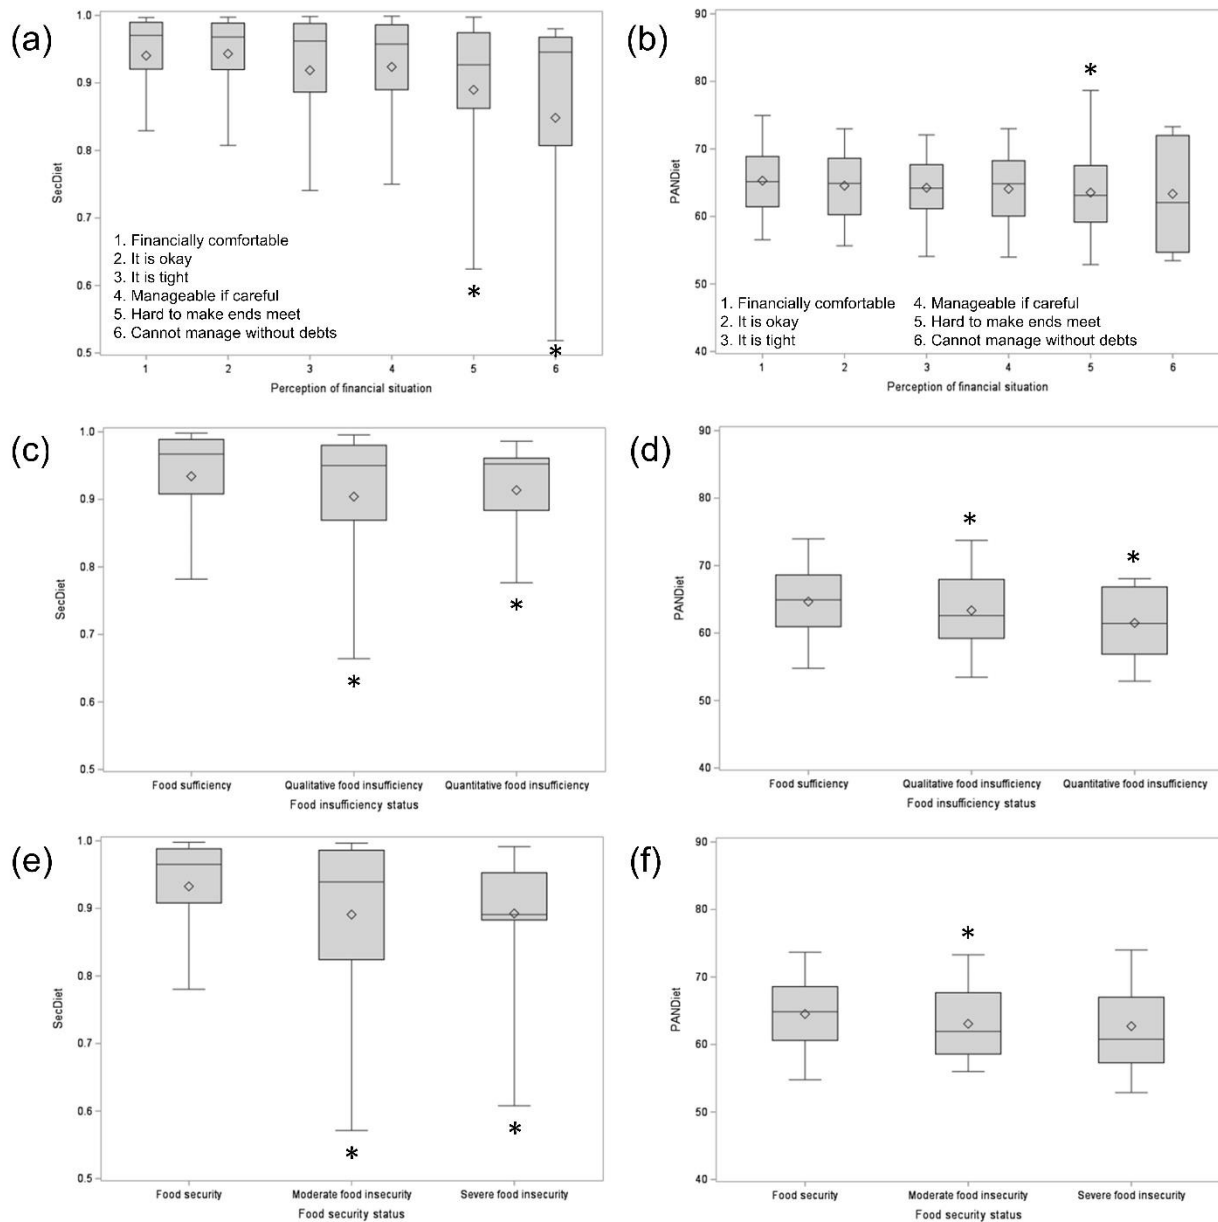 (a)
1.0
0.9
0.8
0.7
0.6
0.5
SecDiet
1. Financially comfortable
2. It is okay
3. It is tight
4. Manageable if careful
5. Hard to make ends meet
6. Cannot manage without debts
*
*
1 2 3 4 5 6
Perception of financial situation
(b)
90
80
70
60
50
40
PANDiet
*
1. Financially comfortable 4. Manageable if careful
2. It is okay 5. Hard to make ends meet
3. It is tight 6. Cannot manage without debts
1 2 3 4 5 6
Perception of financial situation
(c)
1.0
0.9
0.8
0.7
0.6
0.5
SecDiet
*
*
Food sufficiency Qualitative food insufficiency Quantitative food insufficiency
Food insufficiency status
(d)
90
80
70
60
50
40
PANDiet
*
*
Food sufficiency Qualitative food insufficiency Quantitative food insufficiency
Food insufficiency status
(e)
1.0
0.9
0.8
0.7
0.6
0.5
SecDiet
*
*
Food security Moderate food insecurity Severe food insecurity
Food security status
(f)
90
80
70
60
50
40
PANDiet
*
Food security Moderate food insecurity Severe food insecurity
Food security status